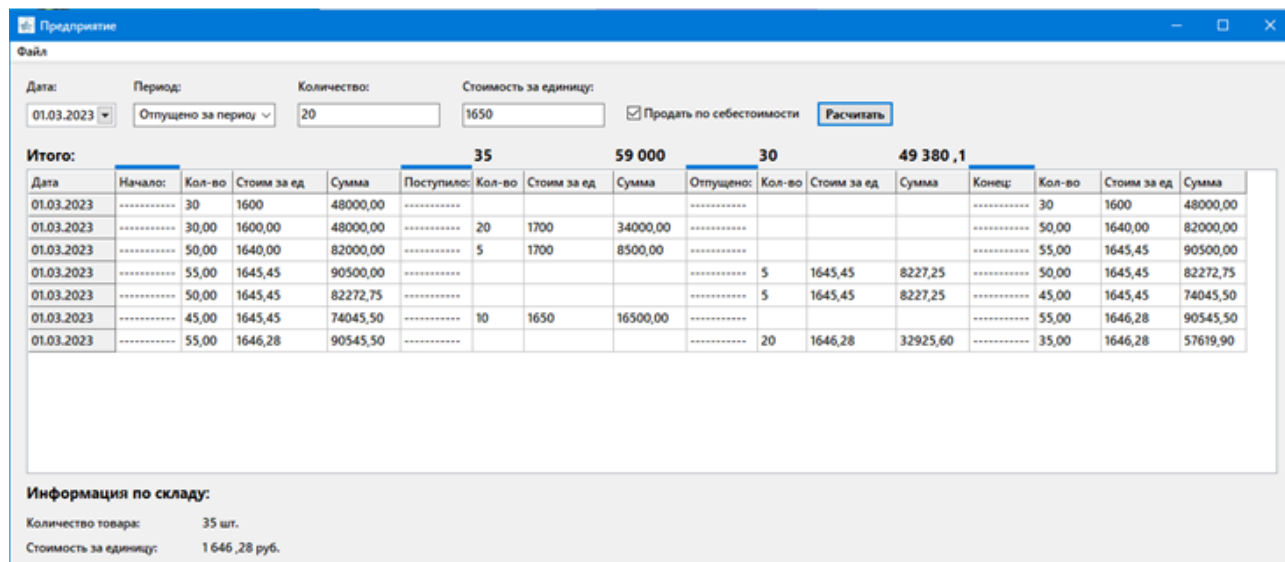 Предприятие
Файл
Дата: Период: Количество: Стоимость за единицу:
01.03.2023 Отпущено за период 20 1650 Продать по себестоимости Расчитать
Итого: 35 59 000 30 49 380 ,1
Дата Начало: Кол-во Стоим за ед Сумма Поступило: Кол-во Стоим за ед Сумма Отпущено: Кол-во Стоим за ед Сумма Конец: Кол-во Стоим за ед Сумма
01.03.2023 ----------- 30 1600 48000,00 ----------- ----------- ----------- 30 1600 48000,00
01.03.2023 ----------- 30,00 1600,00 48000,00 ----------- 20 1700 34000,00 ----------- ----------- 50,00 1640,00 82000,00
01.03.2023 ----------- 50,00 1640,00 82000,00 ----------- 5 1700 8500,00 ----------- ----------- 55,00 1645,45 90500,00
01.03.2023 ----------- 55,00 1645,45 90500,00 ----------- ----------- 5 1645,45 8227,25 ----------- 50,00 1645,45 82272,75
01.03.2023 ----------- 50,00 1645,45 82272,75 ----------- ----------- 5 1645,45 8227,25 ----------- 45,00 1645,45 74045,50
01.03.2023 ----------- 45,00 1645,45 74045,50 ----------- 10 1650 16500,00 ----------- ----------- 55,00 1646,28 90545,50
01.03.2023 ----------- 55,00 1646,28 90545,50 ----------- ----------- 20 1646,28 32925,60 ----------- 35,00 1646,28 57619,90
Информация по складу:
Количество товара: 35 шт.
Стоимость за единицу: 1 646 ,28 руб.